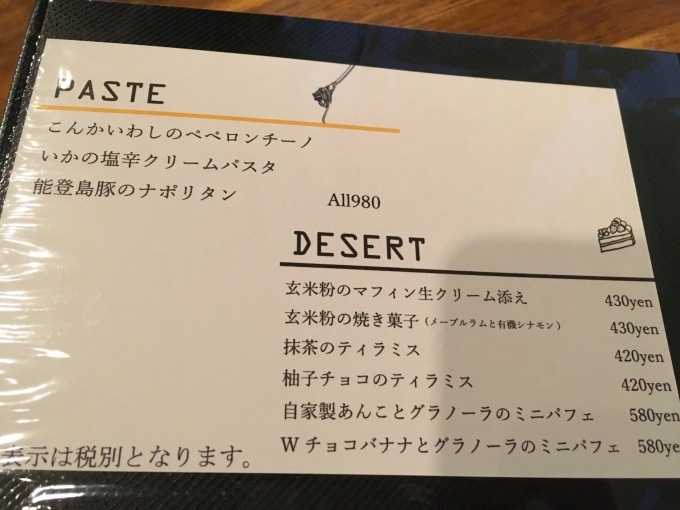 PASTE
こんかいわしのペペロンチーノ
いかの塩辛クリームパスタ
能登島豚のナポリタン
All980
DESERT
玄米粉のマフィン生クリーム添え 430yen
玄米粉の焼き菓子（メープルラムと有機シナモン） 430yen
抹茶のティラミス 420yen
柚子チョコのティラミス 420yen
自家製あんことグラノーラのミニパフェ 580yen
Wチョコバナナとグラノーラのミニパフェ 580ye
表示は税別となります。